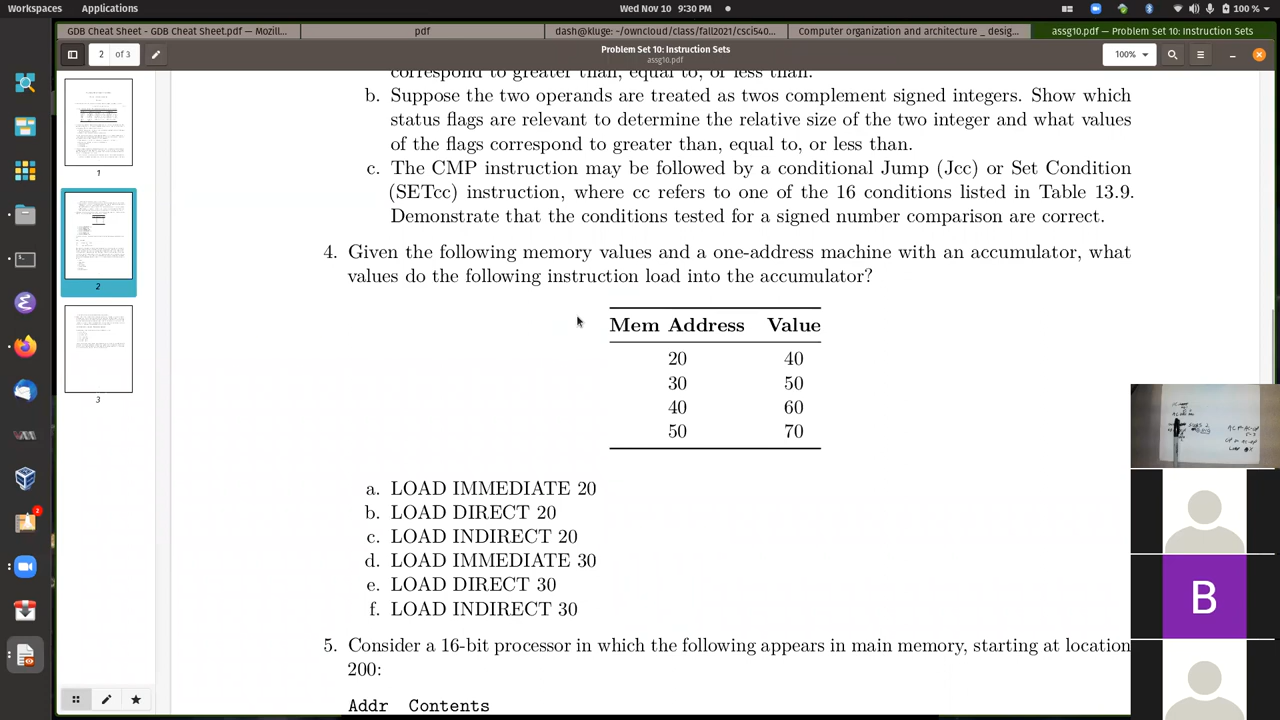 Workspaces Applications Wed Nov 10 9:30 PM 100 %
GDB Cheat Sheet - GDB Cheat Sheet.pdf — Mozill... pdf dash@kluge: ~/owncloud/class/fall2021/csci540... computer organization and architecture _ desig... assg10.pdf — Problem Set 10: Instruction Sets
2 of 3 Problem Set 10: Instruction Sets 100%
assg10.pdf
correspond to greater than, equal to, or less than.
b. Suppose the two operands are treated as twos complement signed integers. Show which
status flags are relevant to determine the relative size of the two integer and what values
of the flags correspond to greater than, equal to, or less than.
c. The CMP instruction may be followed by a conditional Jump (Jcc) or Set Condition
(SETcc) instruction, where cc refers to one of the 16 conditions listed in Table 13.9.
Demonstrate that the conditions tested for a signed number comparison are correct.
4. Given the following memory values and a one-address machine with an accumulator, what
values do the following instruction load into the accumulator?
Mem Address Value
20 40
30 50
40 60
50 70
a. LOAD IMMEDIATE 20
b. LOAD DIRECT 20
c. LOAD INDIRECT 20
d. LOAD IMMEDIATE 30
e. LOAD DIRECT 30
f. LOAD INDIRECT 30
5. Consider a 16-bit processor in which the following appears in main memory, starting at location
200:
Addr Contents
1
2
3
2
B